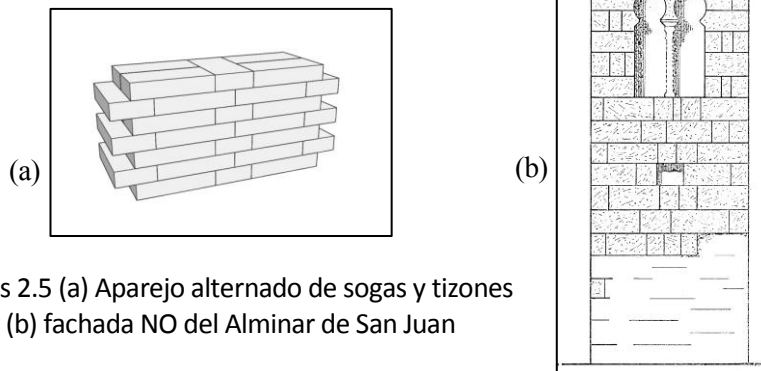 (a)
(b)
s 2.5 (a) Aparejo alternado de sogas y tizones
(b) fachada NO del Alminar de San Juan